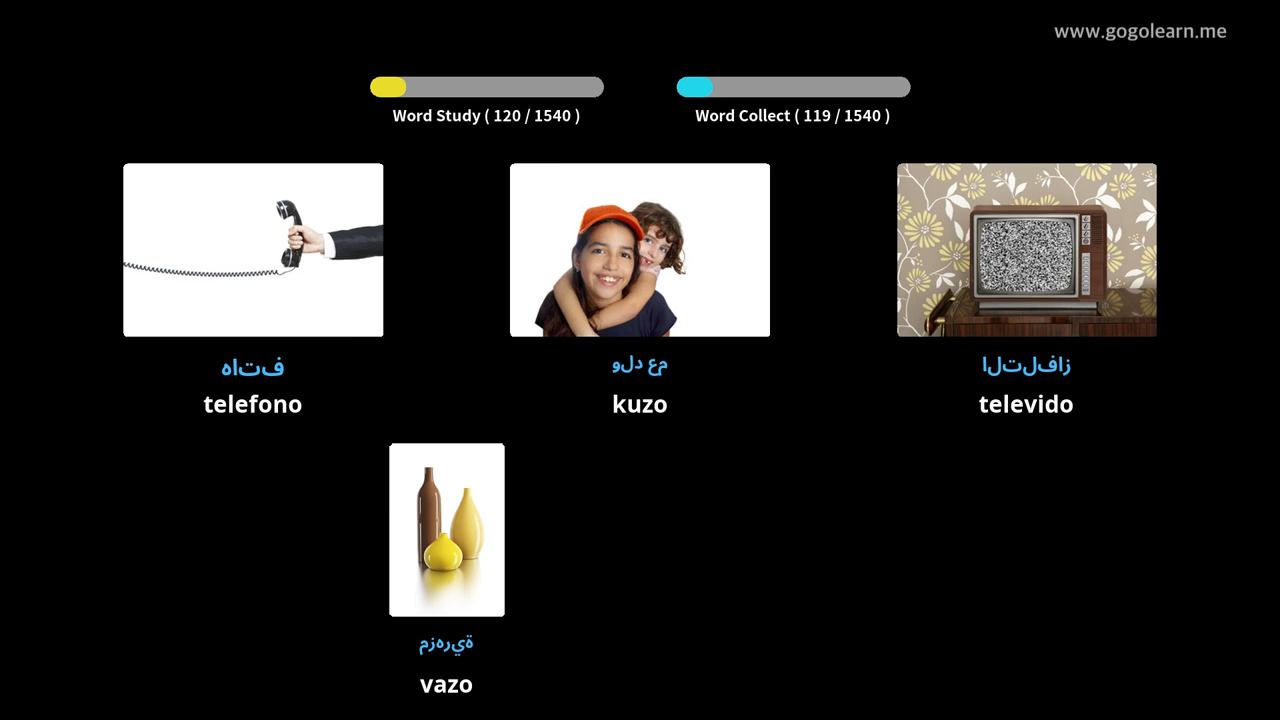 www.gogolearn.me
Word Study ( 120 / 1540 )
Word Collect ( 119 / 1540 )
هاتف
telefono
ولد عم
kuzo
التلفاز
televido
مزهرية
vazo